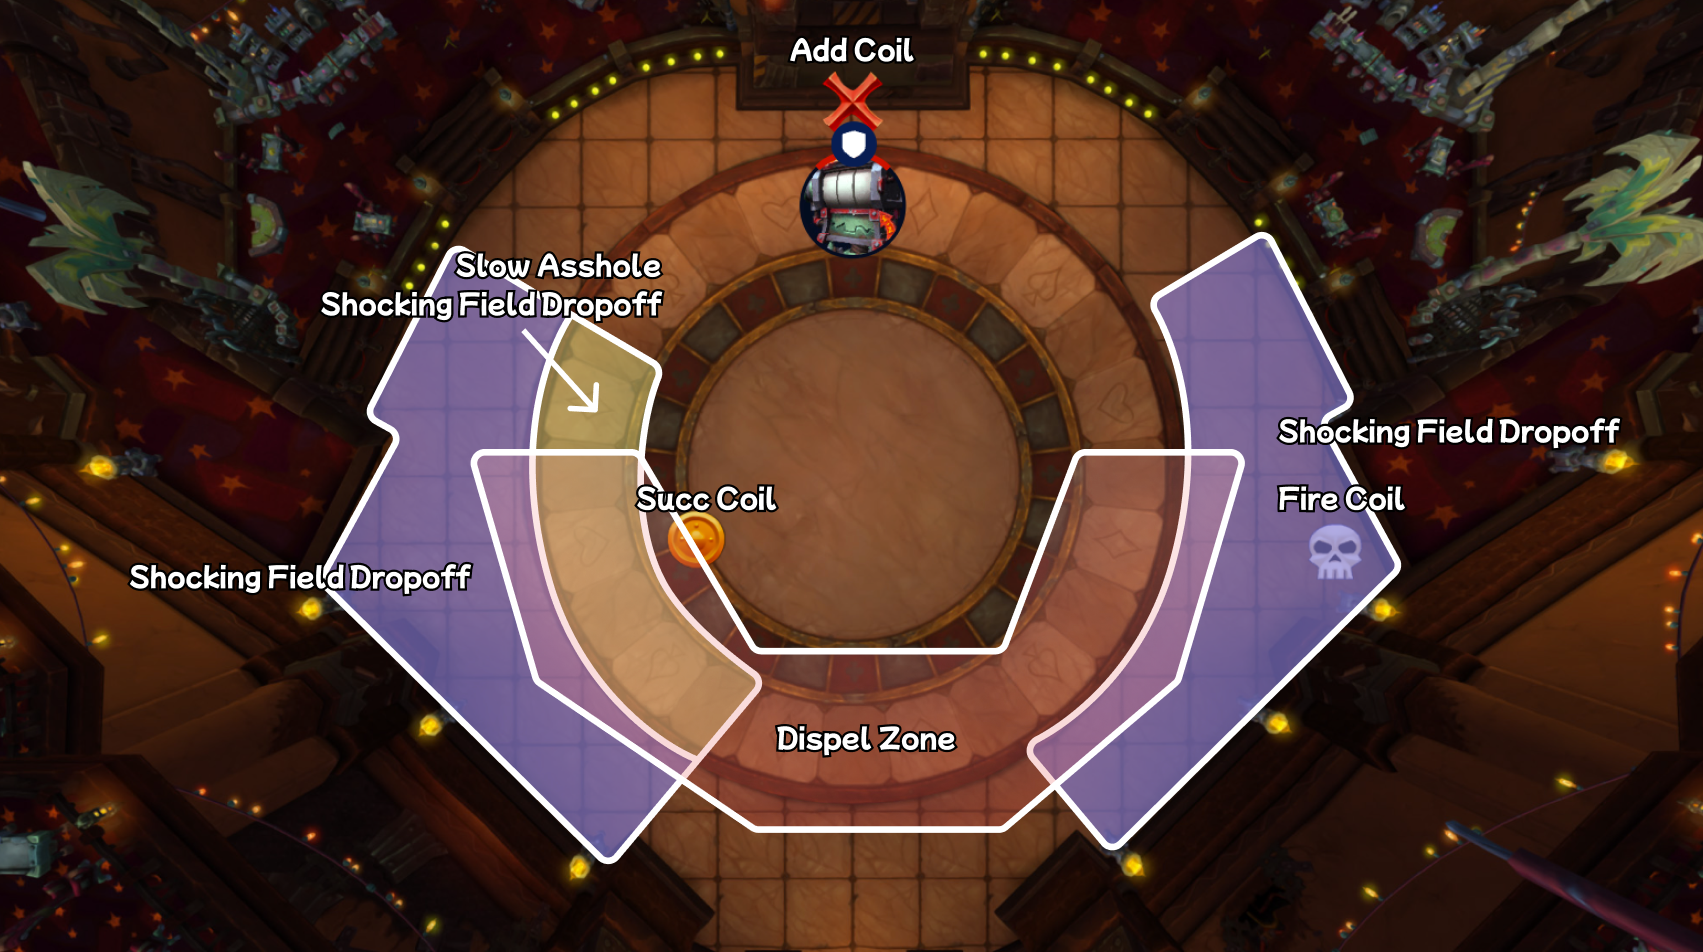 Add Coil
Slow Asshole
Shocking Field Dropoff
Shocking Field Dropoff
Succ Coil
Fire Coil
Shocking Field Dropoff
Dispel Zone